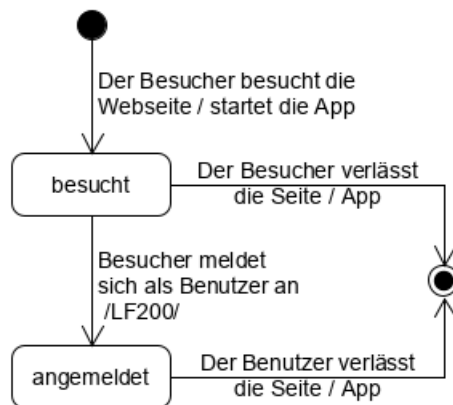 Der Besucher besucht die
Webseite / startet die App
besucht
Der Besucher verlässt
die Seite / App
Besucher meldet
sich als Benutzer an
/LF200/
angemeldet
Der Benutzer verlässt
die Seite / App